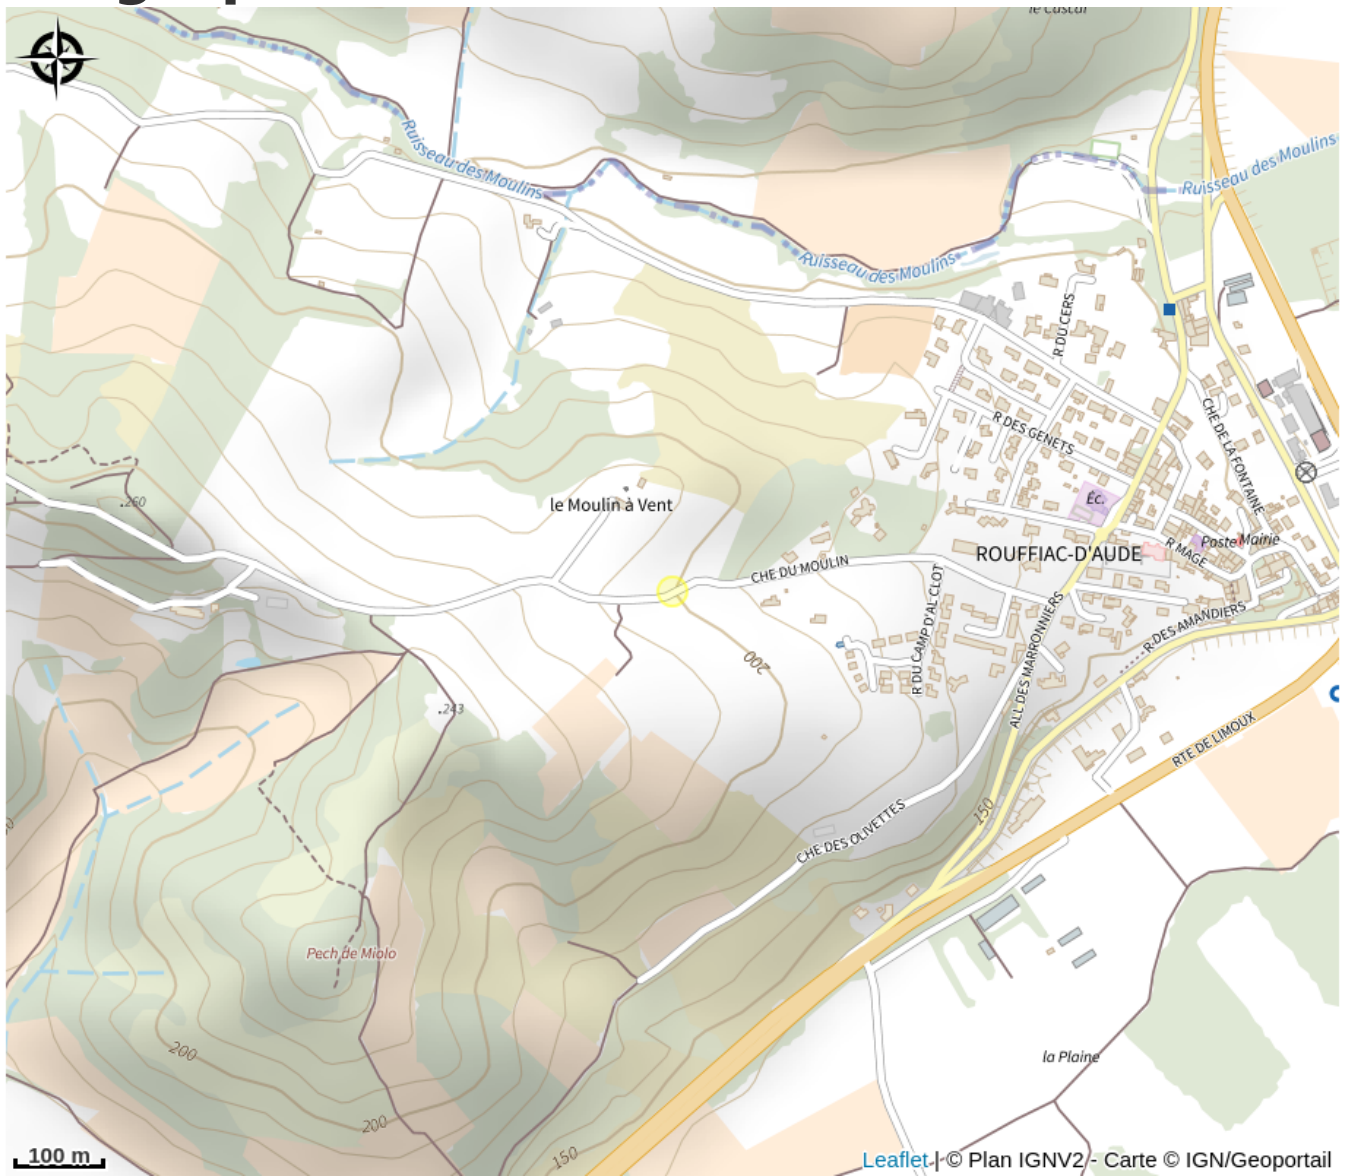 le Cascal
Ruisseau des Moulins
Ruisseau des Moulins
Ruisseau des Moulins
R DU CERS
R DES GENETS
CHE DE LA FONTAINE
.260
le Moulin à Vent
Éc.
ROUFFIAC-D'AUDE
R MAGE
Poste Mairie
CHE DU MOULIN
R DU CAMP D'AL CLOT
ALL DES MARRONNIERS
R DES AMANDIERS
200
.243
RTE DE LIMOUX
150
CHE DES OLIVETTES
Pech de Miolo
200
200
150
la Plaine
100 m
Leaflet | © Plan IGNV2 - Carte © IGN/Geoportail